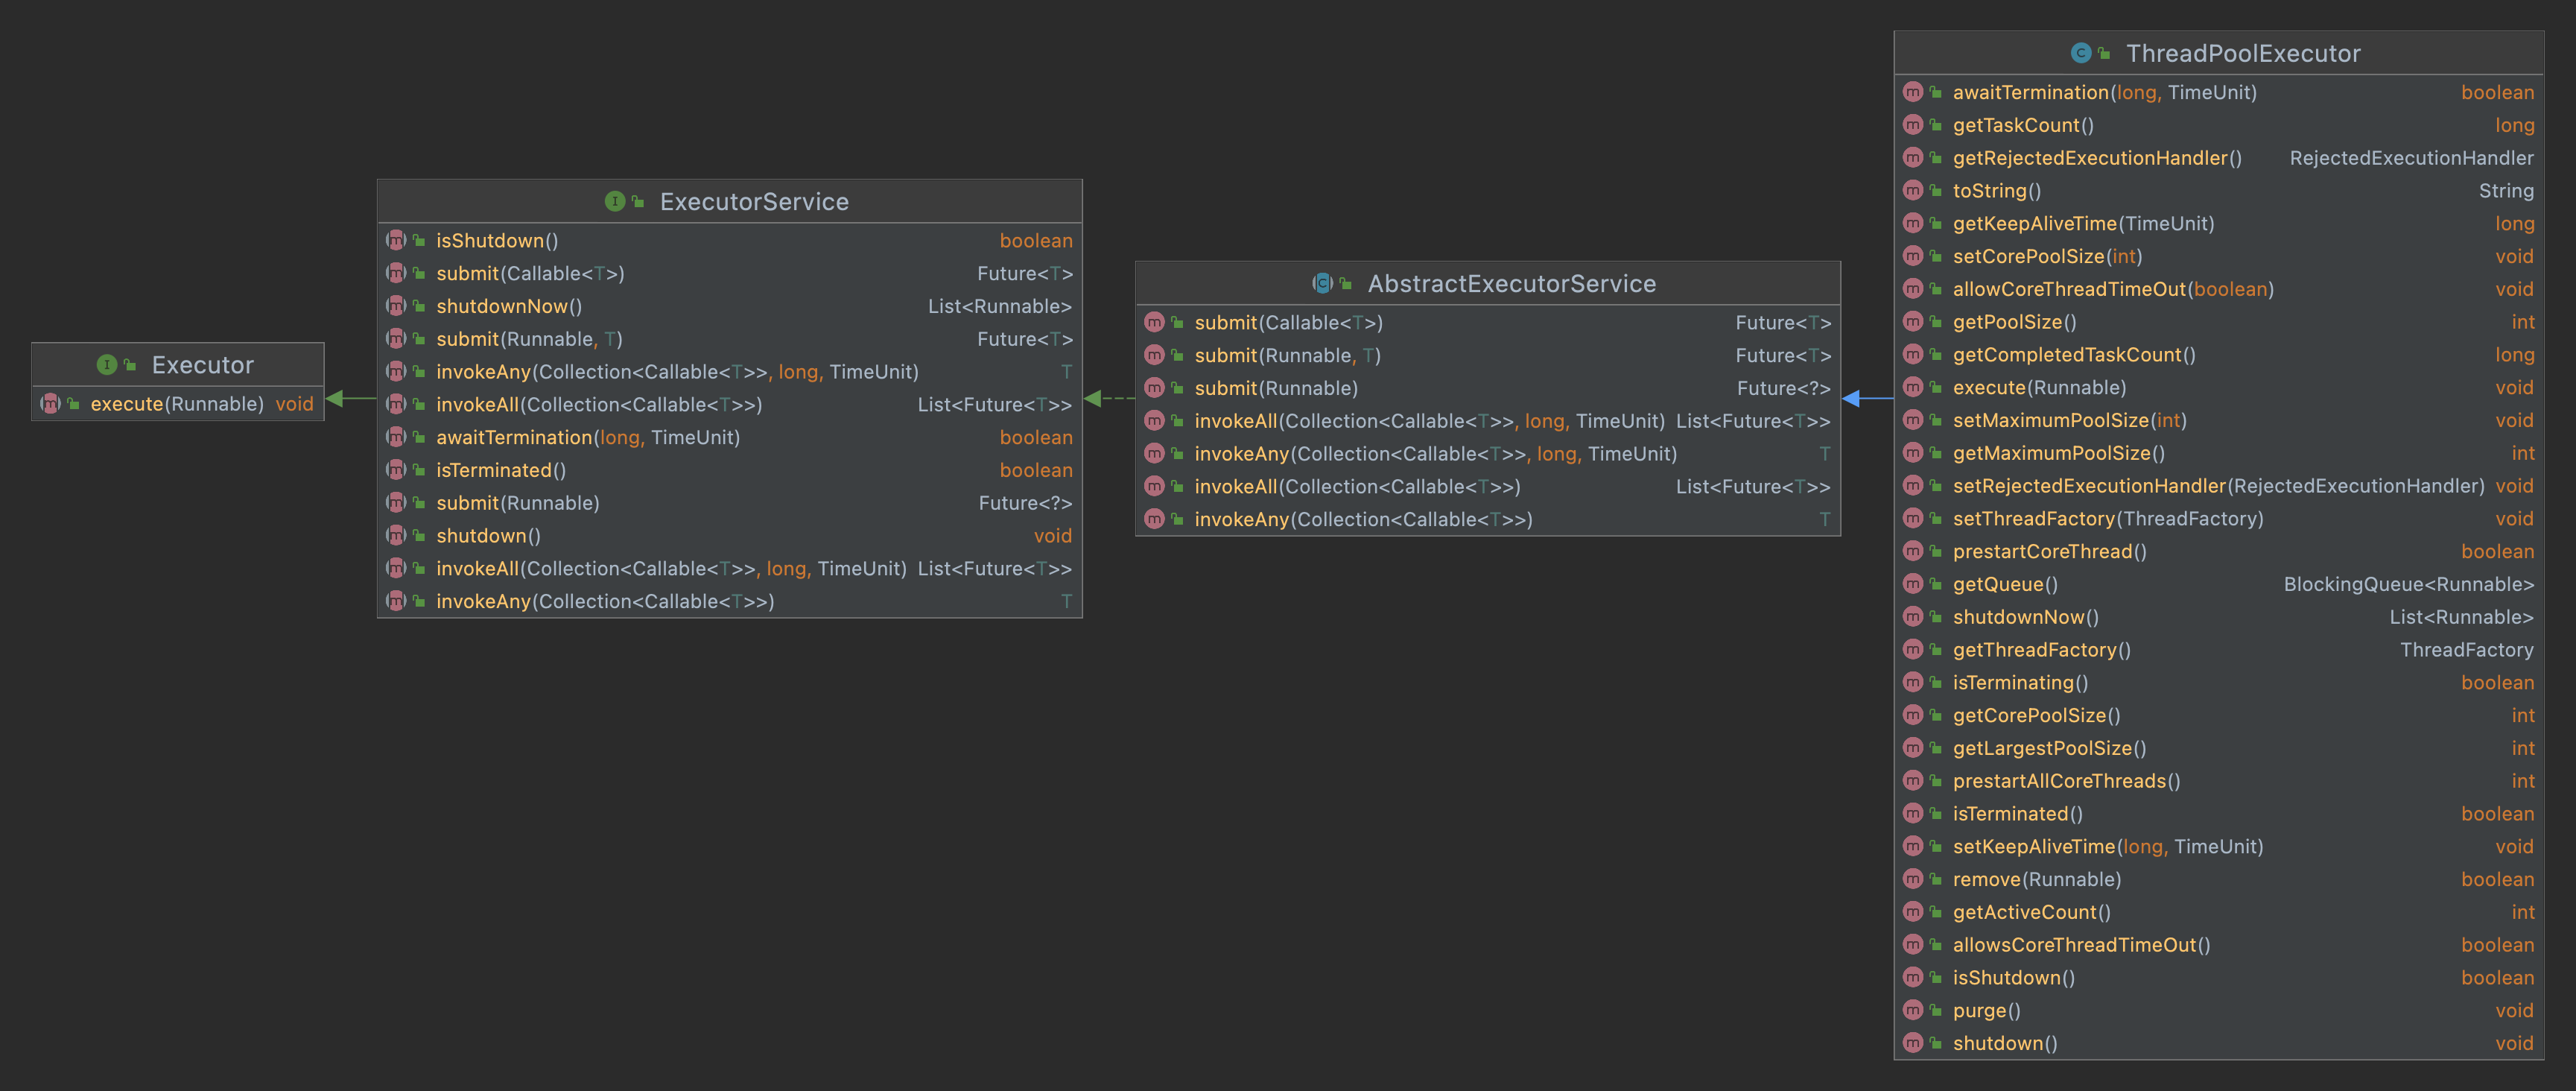 Executor
execute(Runnable) void
ExecutorService
isShutdown() boolean
submit(Callable<T>) Future<T>
shutdownNow() List<Runnable>
submit(Runnable, T) Future<T>
invokeAny(Collection<Callable<T>>, long, TimeUnit) T
invokeAll(Collection<Callable<T>>) List<Future<T>>
awaitTermination(long, TimeUnit) boolean
isTerminated() boolean
submit(Runnable) Future<?>
shutdown() void
invokeAll(Collection<Callable<T>>, long, TimeUnit) List<Future<T>>
invokeAny(Collection<Callable<T>>) T
AbstractExecutorService
submit(Callable<T>) Future<T>
submit(Runnable, T) Future<T>
submit(Runnable) Future<?>
invokeAll(Collection<Callable<T>>, long, TimeUnit) List<Future<T>>
invokeAny(Collection<Callable<T>>, long, TimeUnit) T
invokeAll(Collection<Callable<T>>) List<Future<T>>
invokeAny(Collection<Callable<T>>) T
ThreadPoolExecutor
awaitTermination(long, TimeUnit) boolean
getTaskCount() long
getRejectedExecutionHandler() RejectedExecutionHandler
toString() String
getKeepAliveTime(TimeUnit) long
setCorePoolSize(int) void
allowCoreThreadTimeOut(boolean) void
getPoolSize() int
getCompletedTaskCount() long
execute(Runnable) void
setMaximumPoolSize(int) void
getMaximumPoolSize() int
setRejectedExecutionHandler(RejectedExecutionHandler) void
setThreadFactory(ThreadFactory) void
prestartCoreThread() boolean
getQueue() BlockingQueue<Runnable>
shutdownNow() List<Runnable>
getThreadFactory() ThreadFactory
isTerminating() boolean
getCorePoolSize() int
getLargestPoolSize() int
prestartAllCoreThreads() int
isTerminated() boolean
setKeepAliveTime(long, TimeUnit) void
remove(Runnable) boolean
getActiveCount() int
allowsCoreThreadTimeOut() boolean
isShutdown() boolean
purge() void
shutdown() void